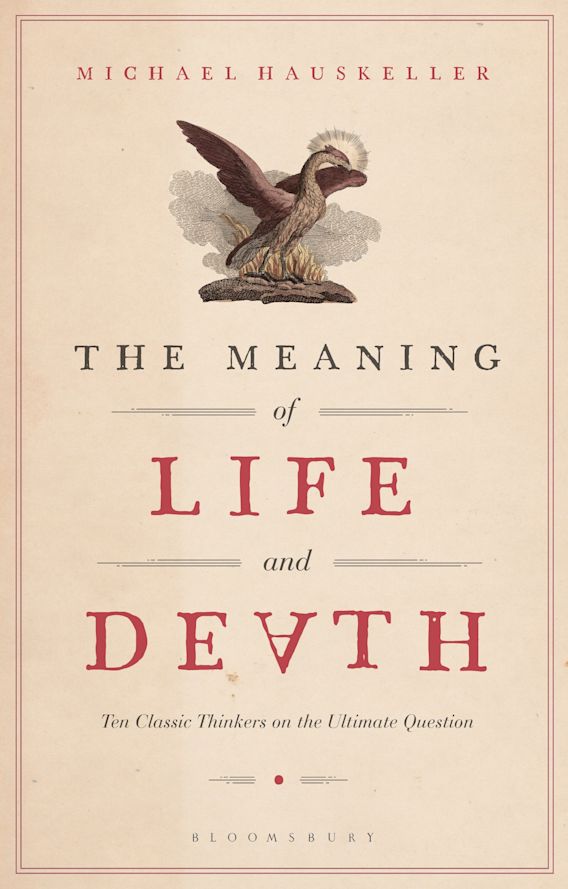 MICHAEL HAUSKELLER
THE MEANING
of
LIFE
and
DEATH
Ten Classic Thinkers on the Ultimate Question
BLOOMSBURY